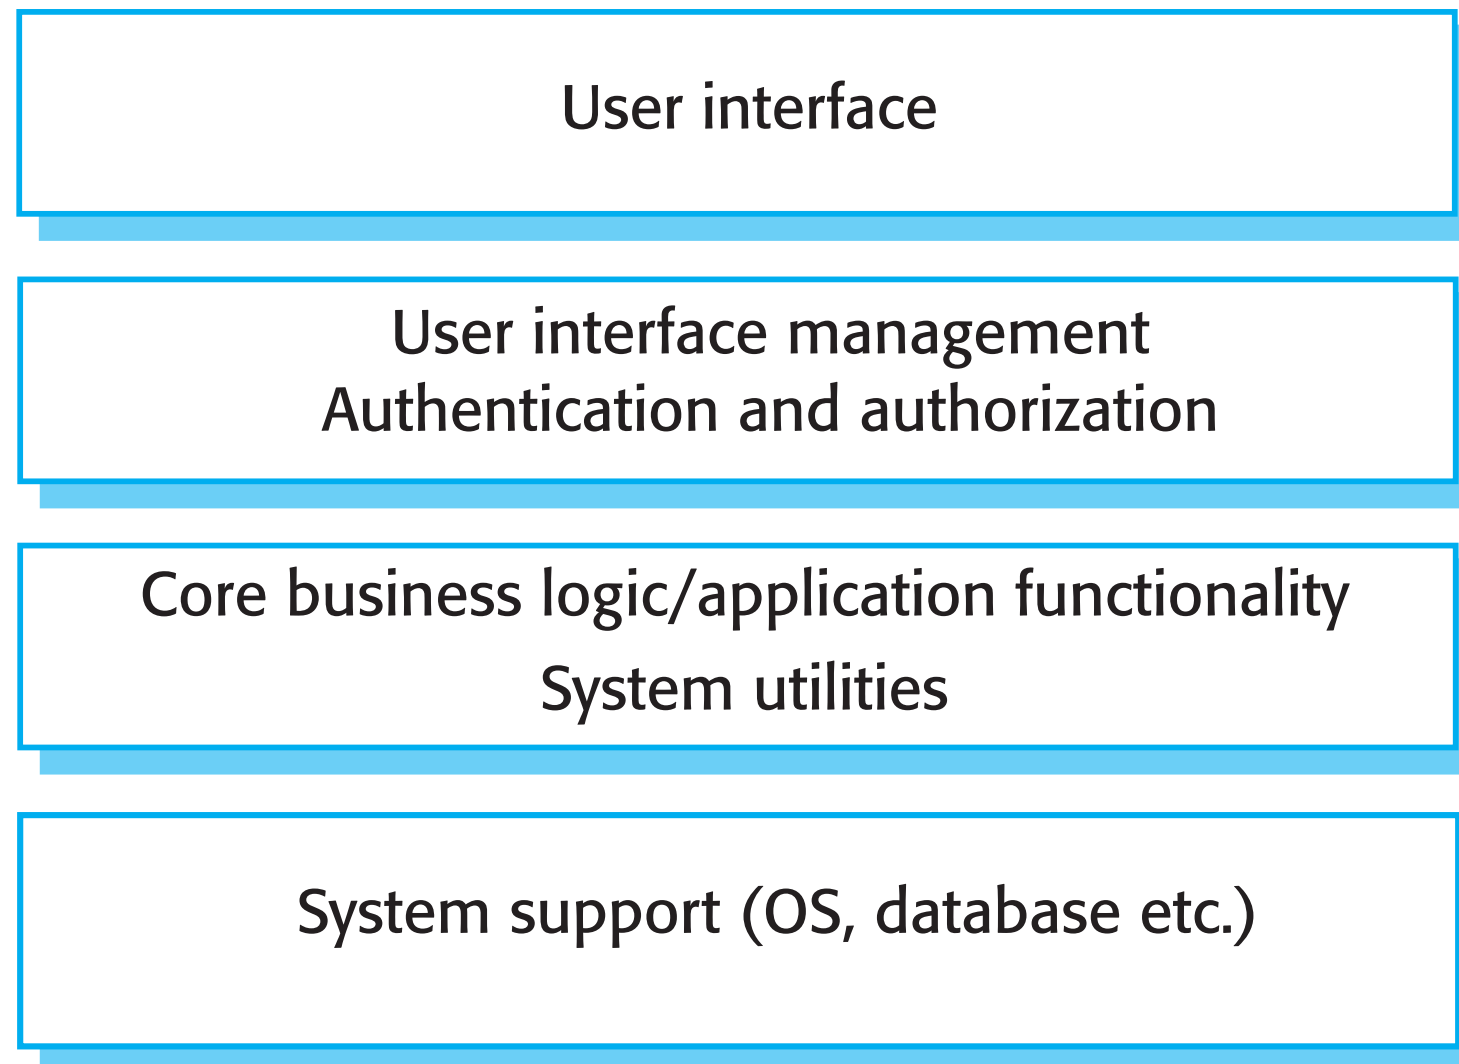 User interface
User interface management
Authentication and authorization
Core business logic/application functionality
System utilities
System support (OS, database etc.)